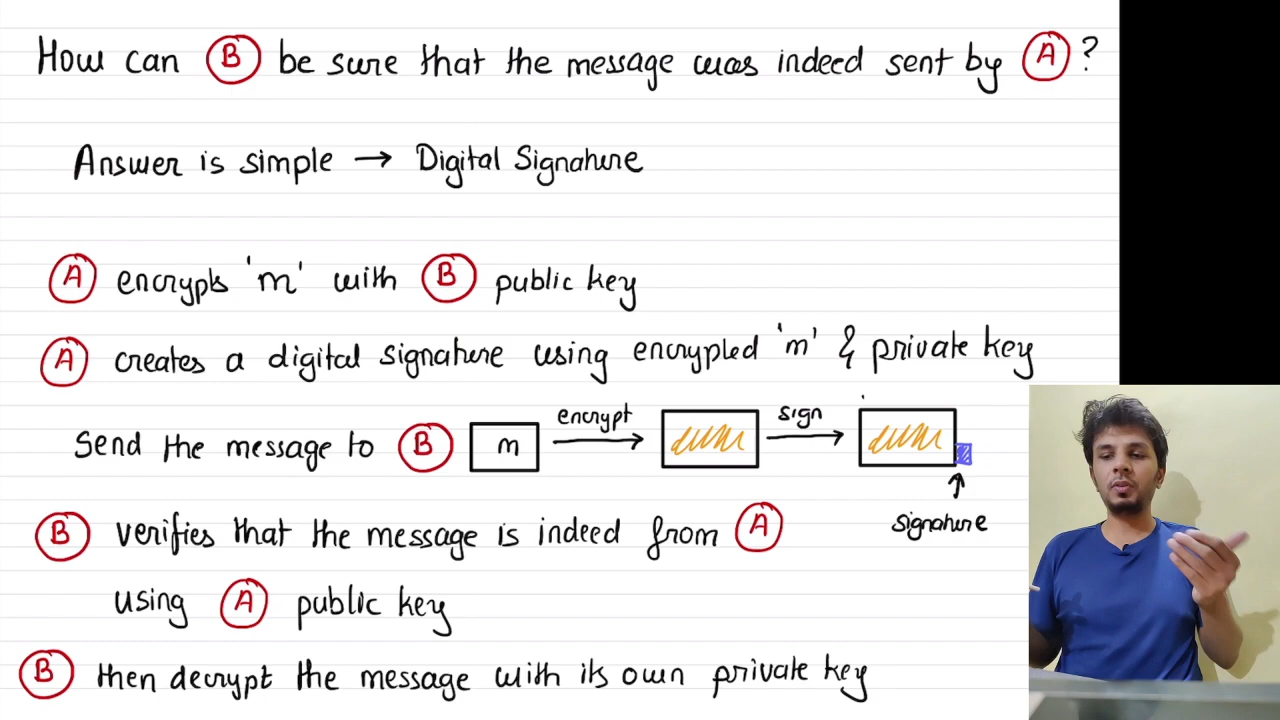 How can B be sure that the message was indeed sent by A ?
Answer is simple → Digital Signature
A encrypts 'm' with B public key
A creates a digital signature using encrypted 'm' & private key
Send the message to B m encrypt sign
signature
B verifies that the message is indeed from A
using A public key
B then decrypt the message with its own private key